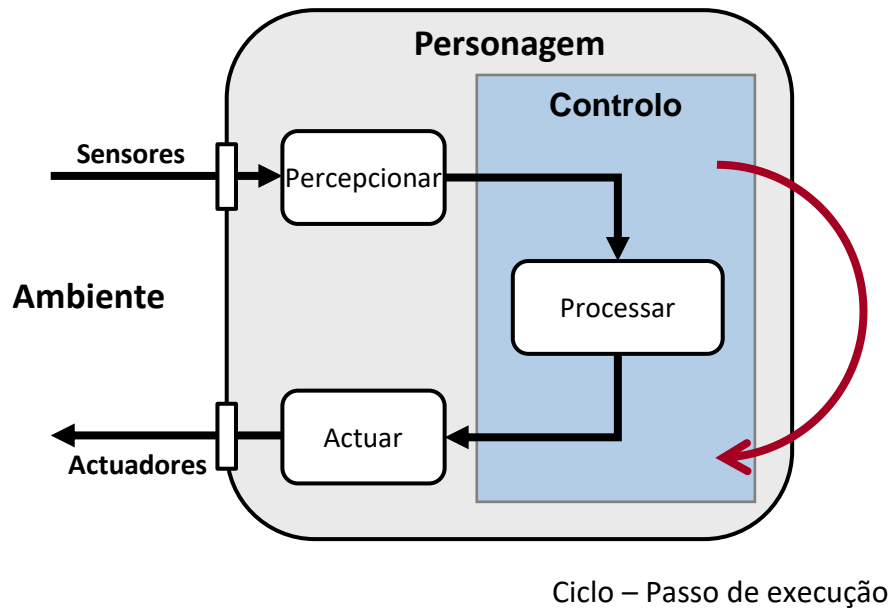 Personagem
Controlo
Sensores
Percepcionar
Ambiente
Processar
Actuar
Actuadores
Ciclo – Passo de execução